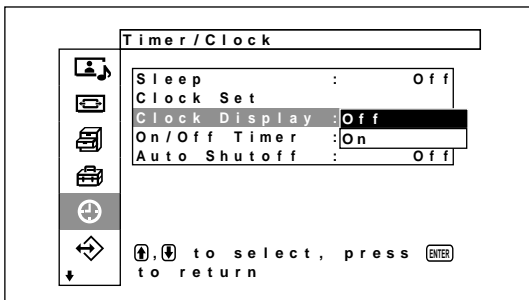 Timer/Clock
Sleep : Off
Clock Set
Clock Display : Off
On/Off Timer : On
Auto Shutoff : Off
to select, press ENTER
to return